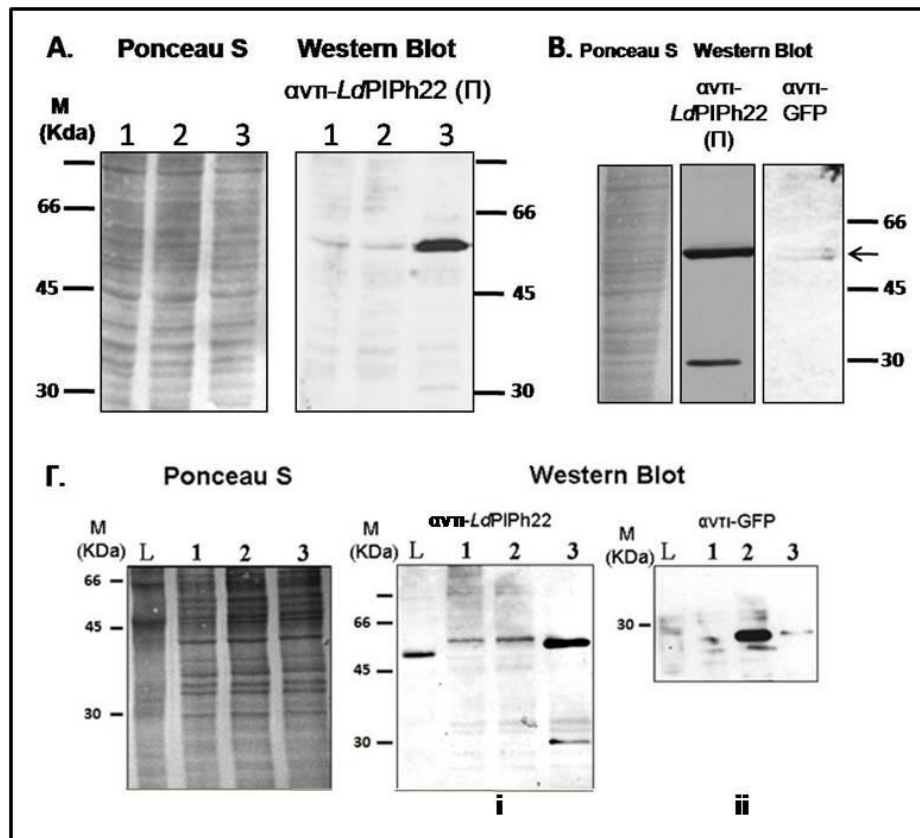 A. Ponceau S Western Blot
αντι-LdPIPh22 (Π)
M
(Kda)
1 2 3 1 2 3
66
45
30
66
45
30
B. Ponceau S Western Blot
αντι-
LdPIPh22
(Π)
αντι-
GFP
66
45
30
Γ. Ponceau S Western Blot
M
(KDa)
L 1 2 3
66
45
30
αντι-LdPIPh22
M
(KDa)
L 1 2 3
66
45
30
i
αντι-GFP
M
(KDa)
L 1 2 3
30
ii